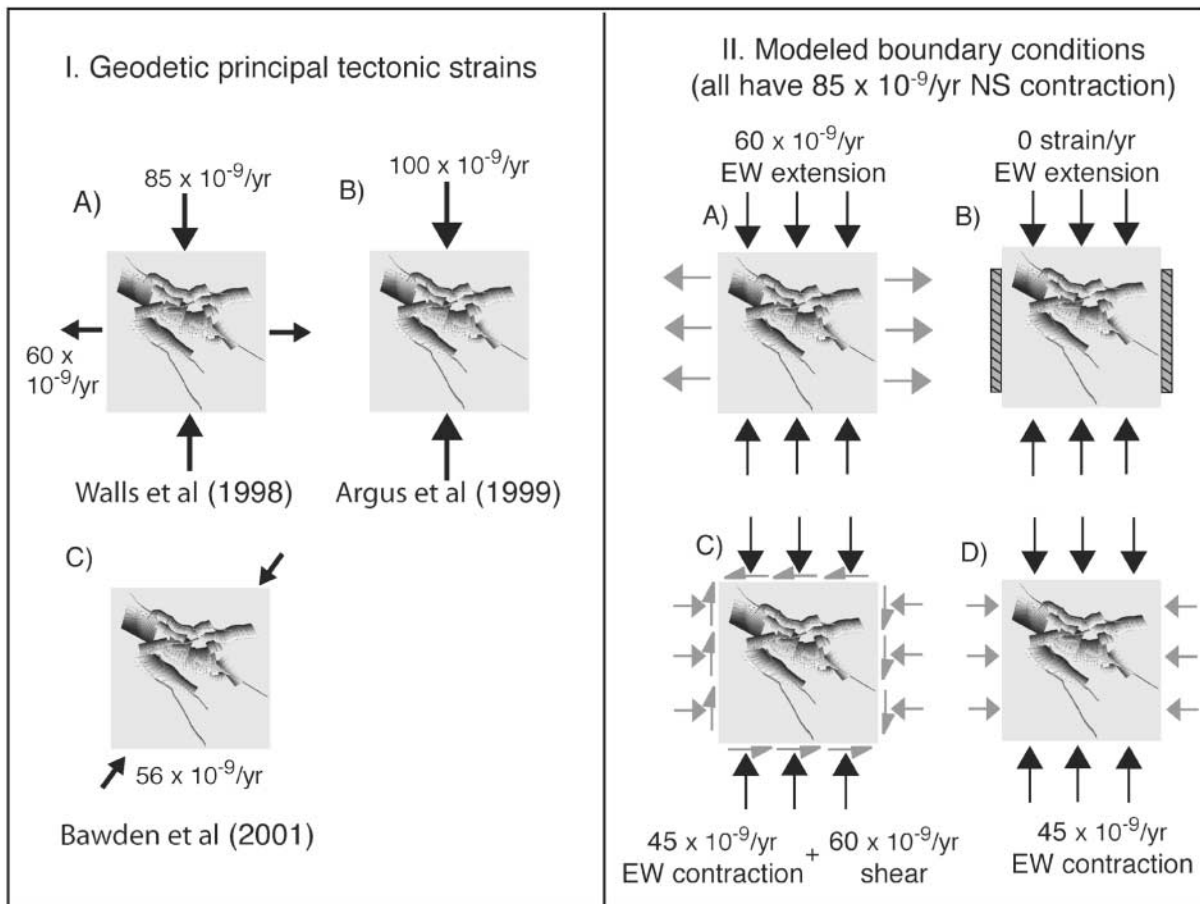 I. Geodetic principal tectonic strains
85 x 10-9/yr
A)
60 x
10-9/yr
Walls et al (1998)
100 x 10-9/yr
B)
Argus et al (1999)
C)
56 x 10-9/yr
Bawden et al (2001)
II. Modeled boundary conditions
(all have 85 x 10-9/yr NS contraction)
60 x 10-9/yr
EW extension
A)
0 strain/yr
EW extension
B)
C)
45 x 10-9/yr
EW contraction
+
60 x 10-9/yr
shear
D)
45 x 10-9/yr
EW contraction